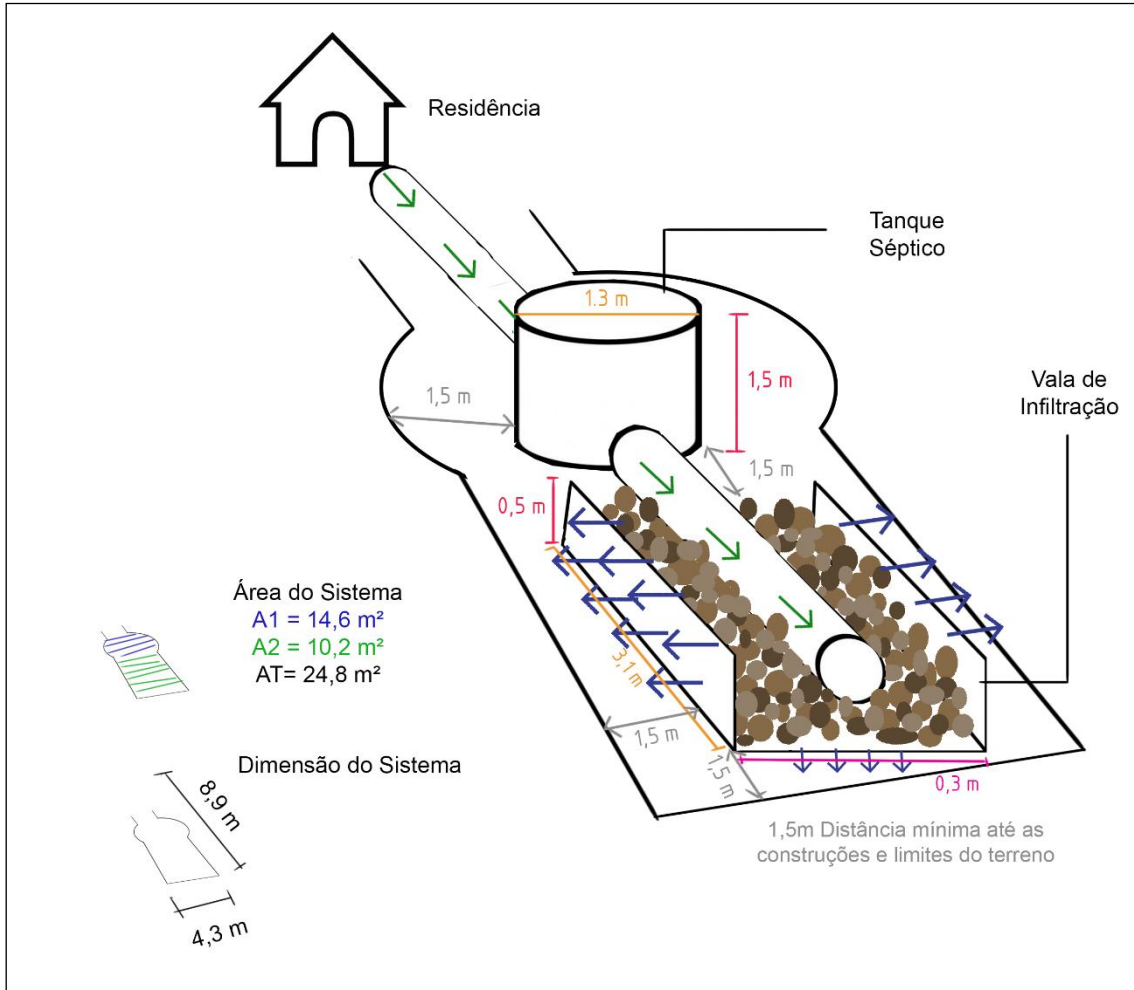 Residência
Tanque
Séptico
1.3 m
1,5 m
1,5 m
Vala de
Infiltração
1,5 m
0,5 m
Área do Sistema
A1 = 14,6 m²
A2 = 10,2 m²
AT= 24,8 m²
3,1m
1,5 m
1,5 m
0,3 m
Dimensão do Sistema
8,9 m
4,3 m
1,5m Distância mínima até as
construções e limites do terreno